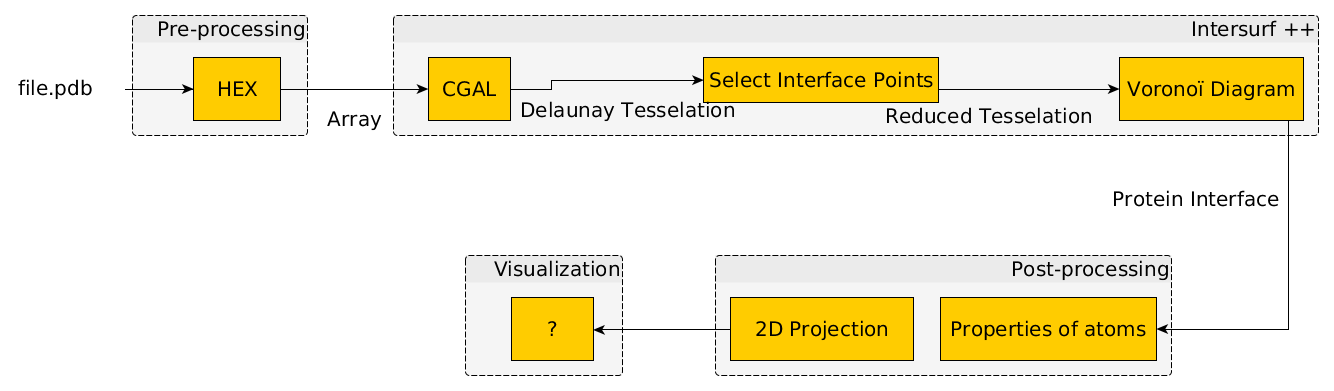 Pre-processing
Intersurf ++
file.pdb
HEX
Array
CGAL
Delaunay Tesselation
Select Interface Points
Reduced Tesselation
Voronoï Diagram
Protein Interface
Visualization
?
Post-processing
2D Projection
Properties of atoms